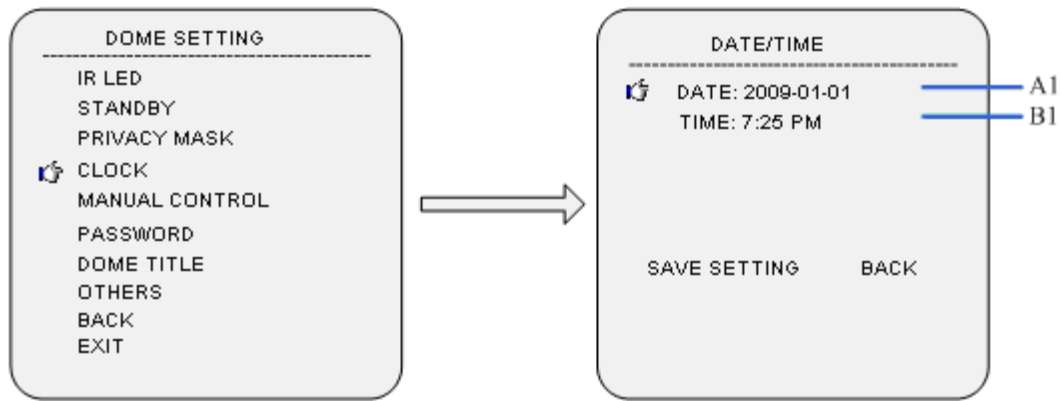 DOME SETTING
IR LED
STANDBY
PRIVACY MASK
CLOCK
MANUAL CONTROL
PASSWORD
DOME TITLE
OTHERS
BACK
EXIT
DATE/TIME
DATE: 2009-01-01
A1
TIME: 7:25 PM
B1
SAVE SETTING BACK